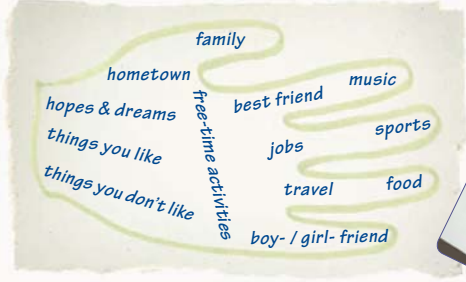 family
hometown
music
hopes & dreams
free-time activities
best friend
things you like
jobs
sports
things you don't like
travel
food
boy- / girl- friend